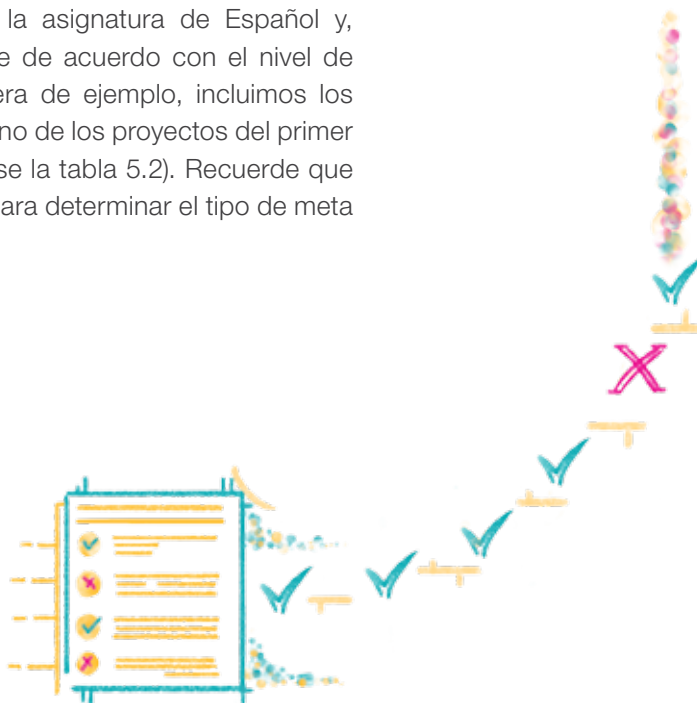 la asignatura de Español y,
e de acuerdo con el nivel de
era de ejemplo, incluimos los
no de los proyectos del primer
se la tabla 5.2). Recuerde que
para determinar el tipo de meta